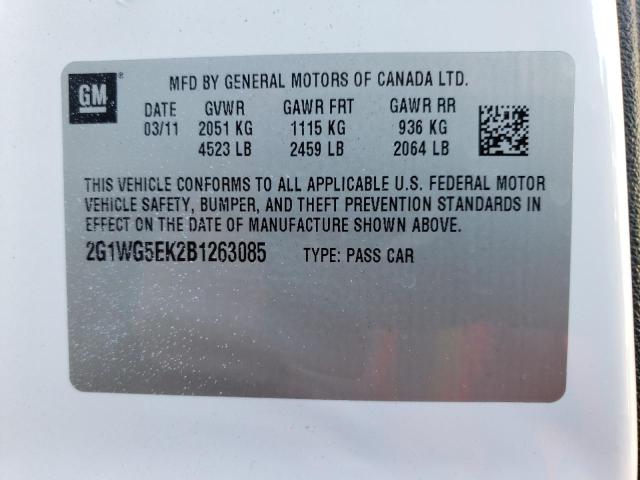 GM
®
MFD BY GENERAL MOTORS OF CANADA LTD.
DATE GVWR GAWR FRT GAWR RR
03/11 2051 KG 1115 KG 936 KG
4523 LB 2459 LB 2064 LB
THIS VEHICLE CONFORMS TO ALL APPLICABLE U.S. FEDERAL MOTOR
VEHICLE SAFETY, BUMPER, AND THEFT PREVENTION STANDARDS IN
EFFECT ON THE DATE OF MANUFACTURE SHOWN ABOVE.
2G1WG5EK2B1263085 TYPE: PASS CAR